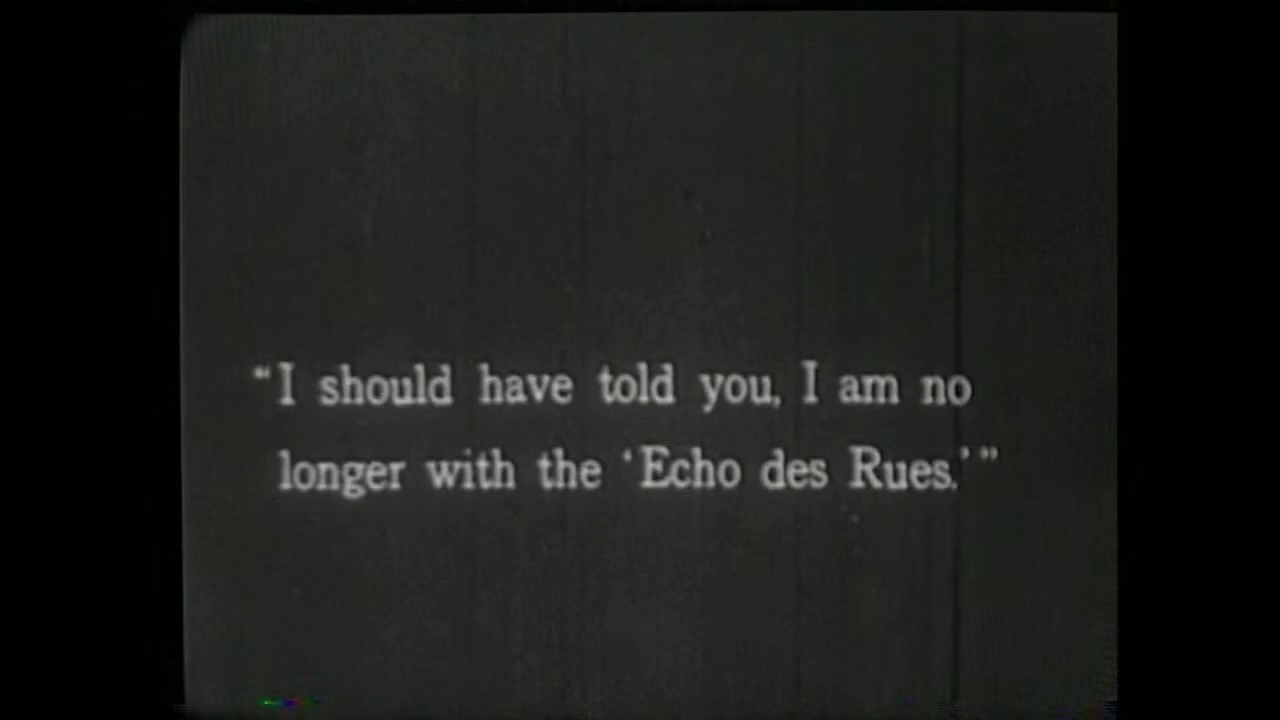 “I should have told you, I am no
longer with the ‘Echo des Rues.’”